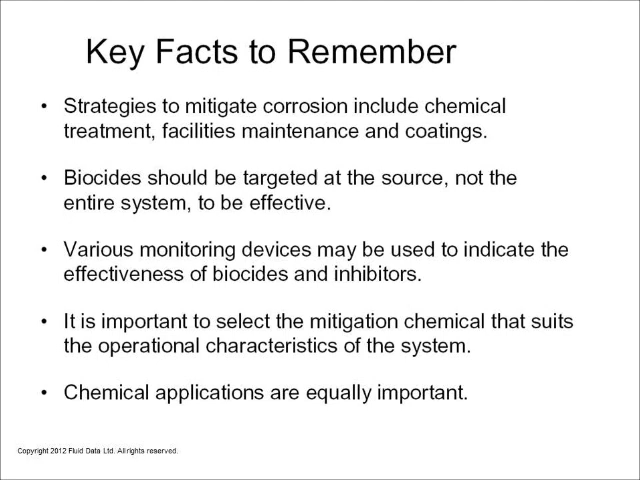 Key Facts to Remember
• Strategies to mitigate corrosion include chemical
treatment, facilities maintenance and coatings.
• Biocides should be targeted at the source, not the
entire system, to be effective.
• Various monitoring devices may be used to indicate the
effectiveness of biocides and inhibitors.
• It is important to select the mitigation chemical that suits
the operational characteristics of the system.
• Chemical applications are equally important.
Copyright 2012 Fluid Data Ltd. All rights reserved.